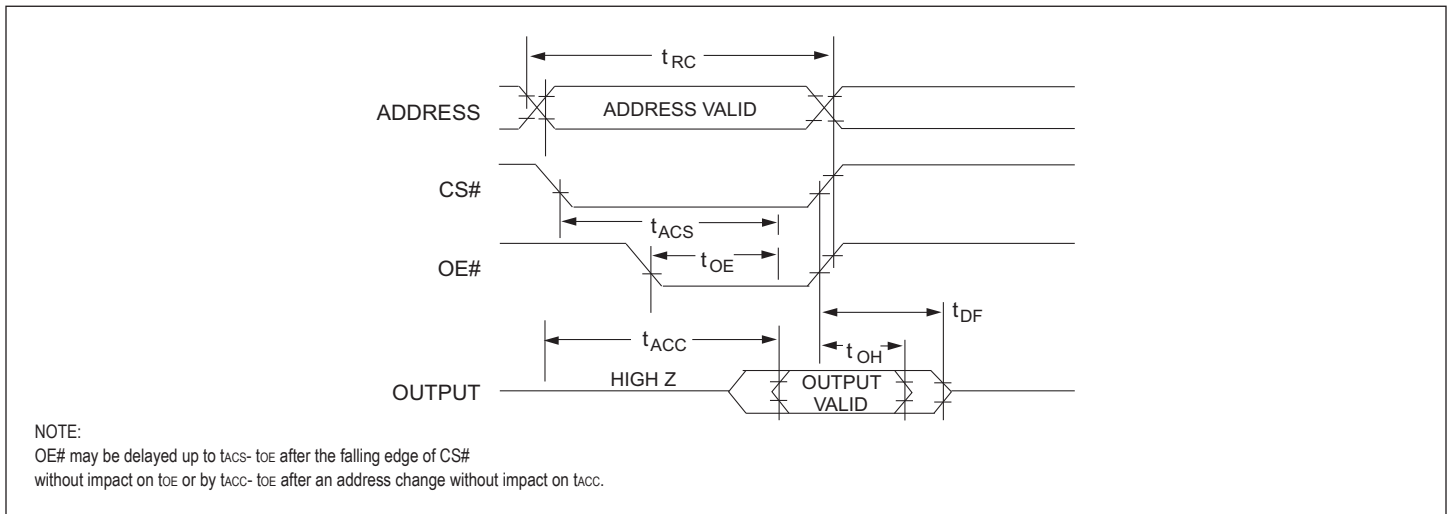 tRC
ADDRESS
ADDRESS VALID
CS#
tACS
OE#
tOE
tDF
tACC
tOH
OUTPUT
HIGH Z
OUTPUT
VALID
NOTE:
OE# may be delayed up to tACS- tOE after the falling edge of CS#
without impact on tOE or by tACC- tOE after an address change without impact on tACC.